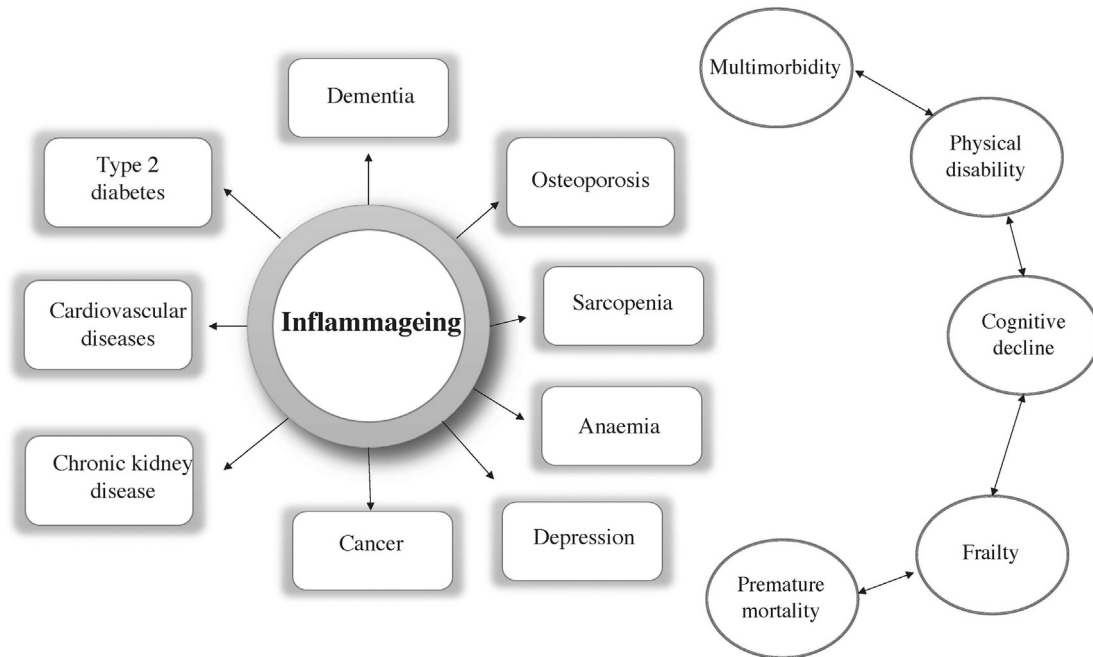 Dementia
Type 2
diabetes
Osteoporosis
Cardiovascular
diseases
Inflammageing
Sarcopenia
Chronic kidney
disease
Anaemia
Cancer
Depression
Multimorbidity
Physical
disability
Cognitive
decline
Frailty
Premature
mortality